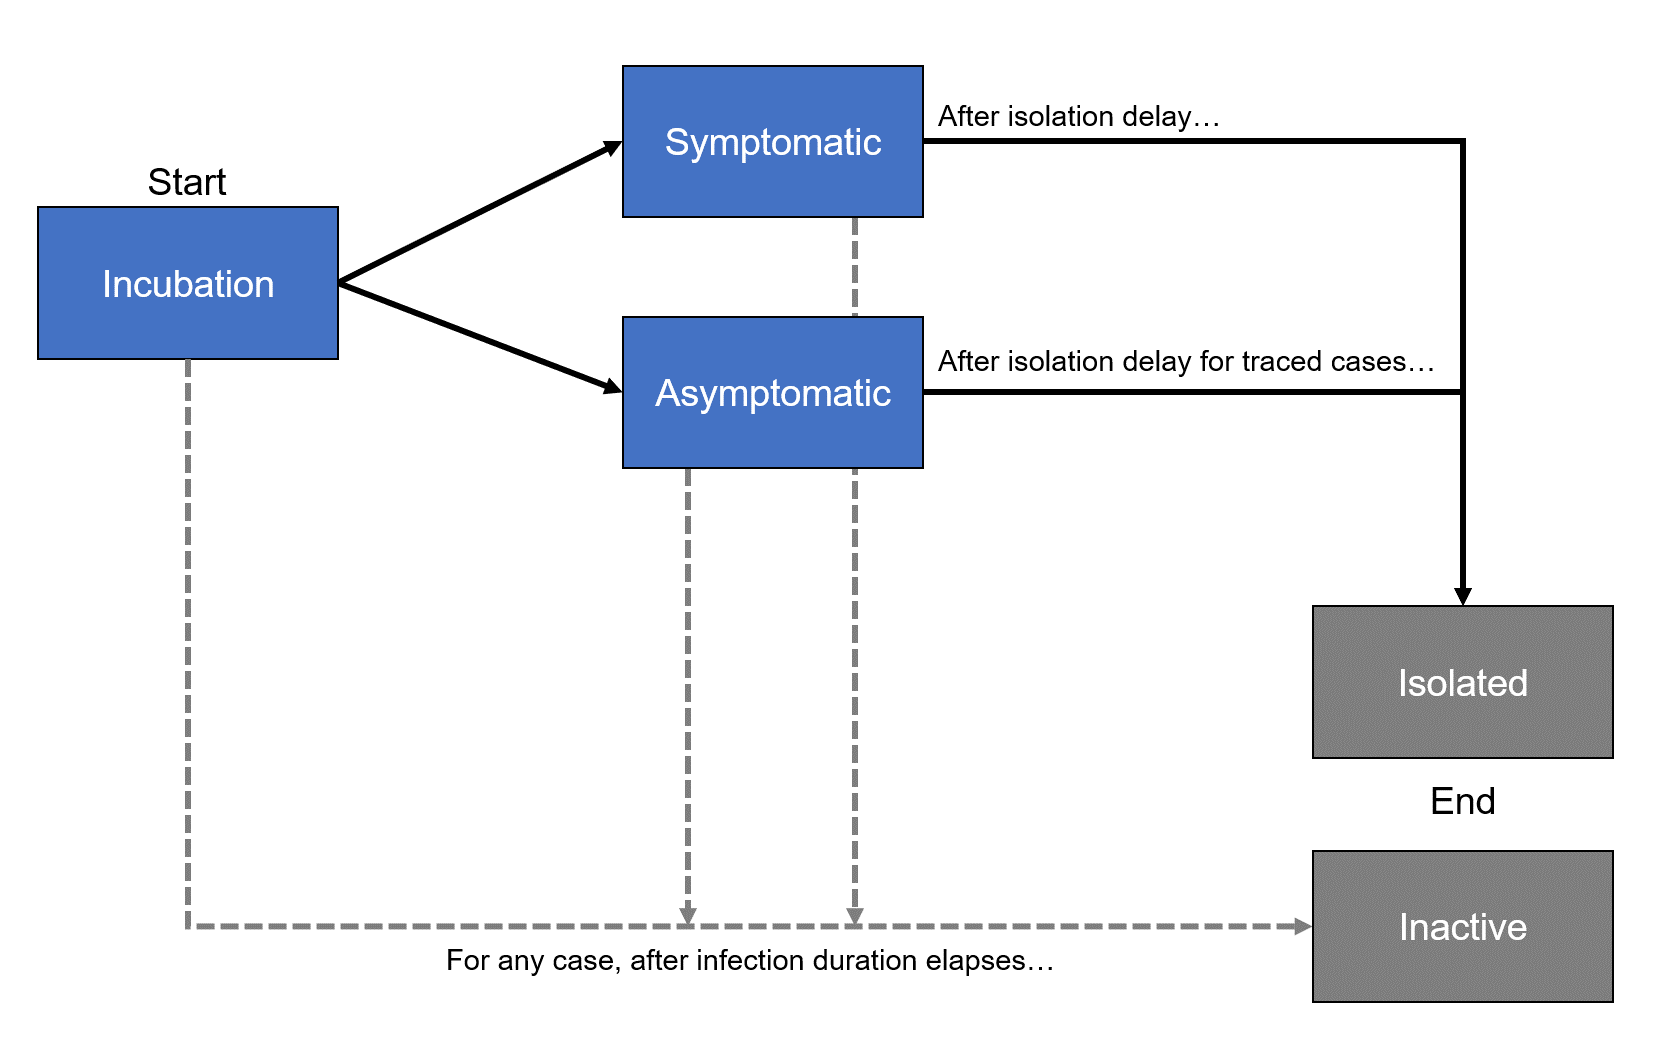 Start
Incubation
Symptomatic
After isolation delay…
Asymptomatic
After isolation delay for traced cases…
Isolated
End
Inactive
For any case, after infection duration elapses…